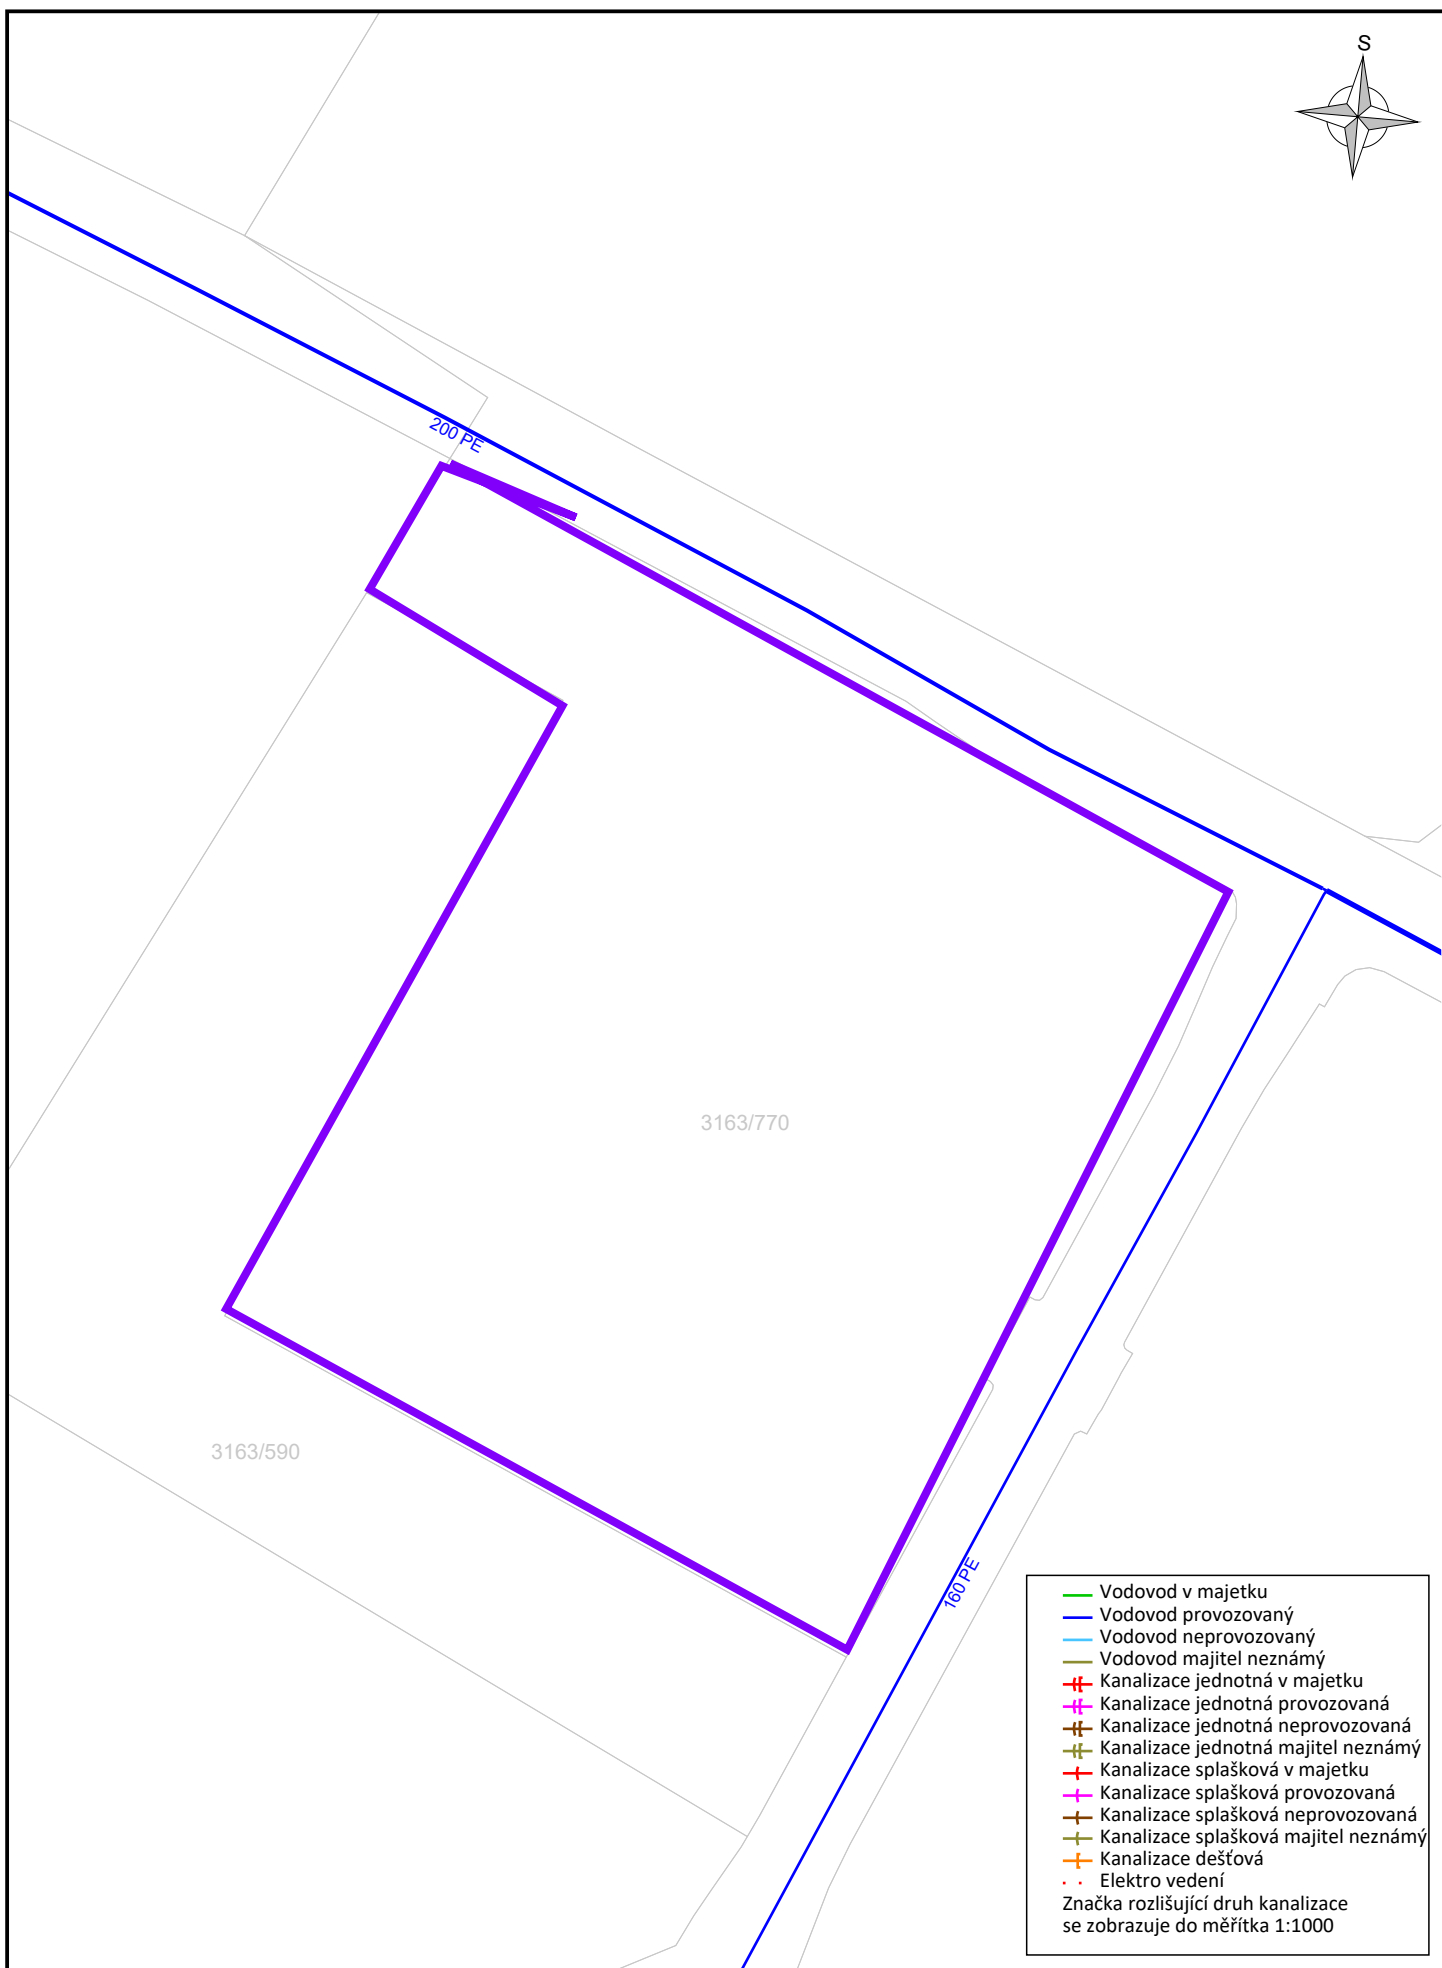 S
200 PE
3163/770
3163/590
160 PE
Vodovod v majetku
Vodovod provozovaný
Vodovod neprovozovaný
Vodovod majitel neznámý
Kanalizace jednotná v majetku
Kanalizace jednotná provozovaná
Kanalizace jednotná neprovozovaná
Kanalizace jednotná majitel neznámý
Kanalizace splašková v majetku
Kanalizace splašková provozovaná
Kanalizace splašková neprovozovaná
Kanalizace splašková majitel neznámý
Kanalizace dešťová
Elektro vedení
Značka rozlišující druh kanalizace
se zobrazuje do měřítka 1:1000